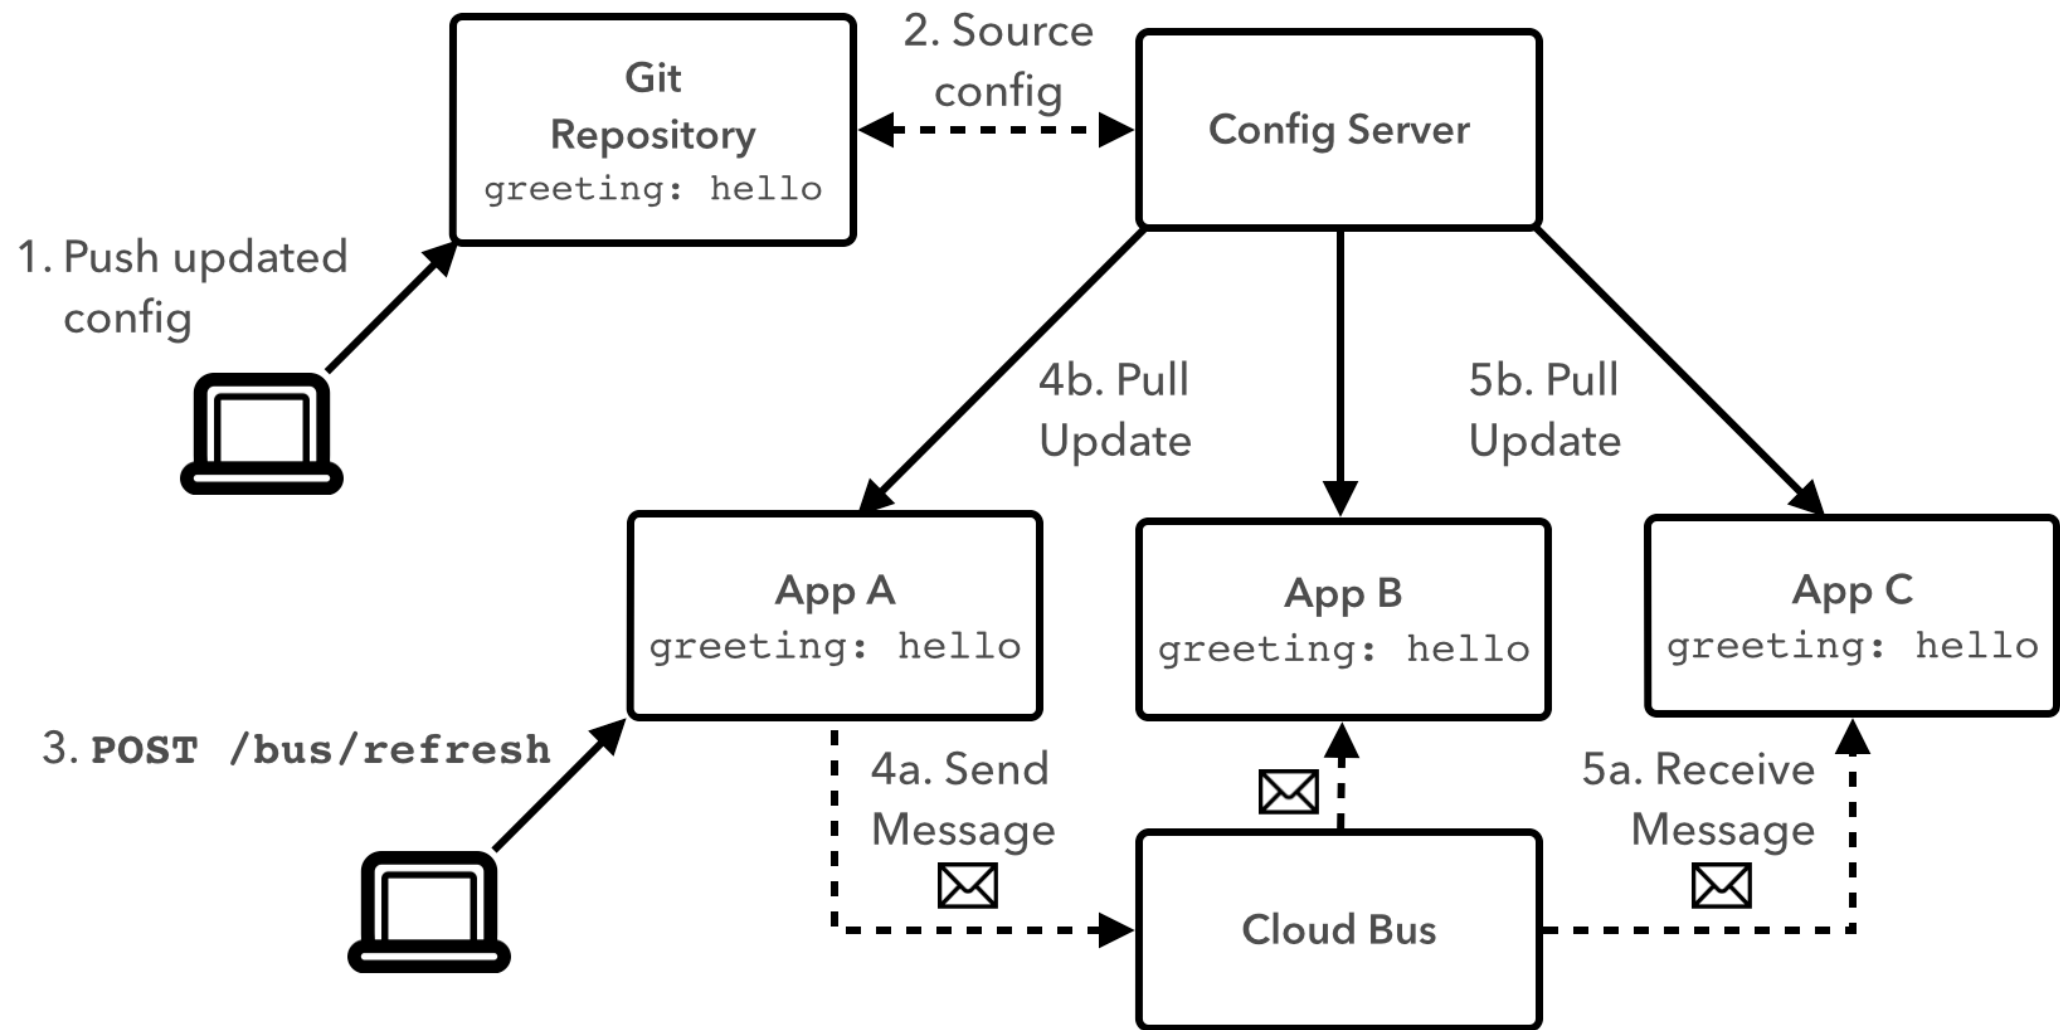 2. Source
config
Git
Repository
greeting: hello
Config Server
1. Push updated
config
4b. Pull
Update
5b. Pull
Update
App A
greeting: hello
App B
greeting: hello
App C
greeting: hello
3. POST /bus/refresh
4a. Send
Message
5a. Receive
Message
Cloud Bus